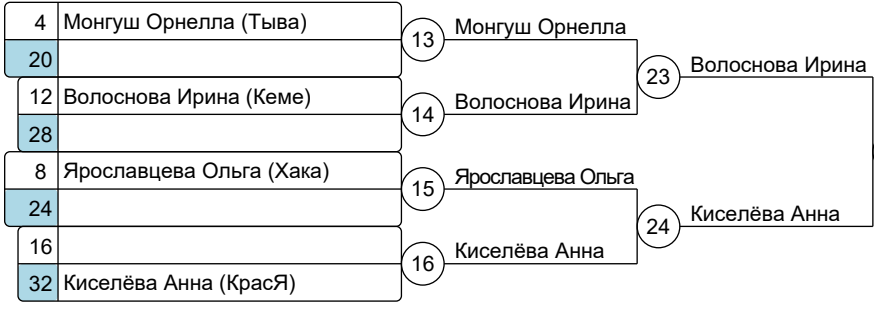 4 Монгуш Орнелла (Тыва)
13 Монгуш Орнелла
20
23 Волоснова Ирина
12 Волоснова Ирина (Кеме)
14 Волоснова Ирина
28
8 Ярославцева Ольга (Хака)
15 Ярославцева Ольга
24
24 Киселёва Анна
16
16 Киселёва Анна
32 Киселёва Анна (КрасЯ)